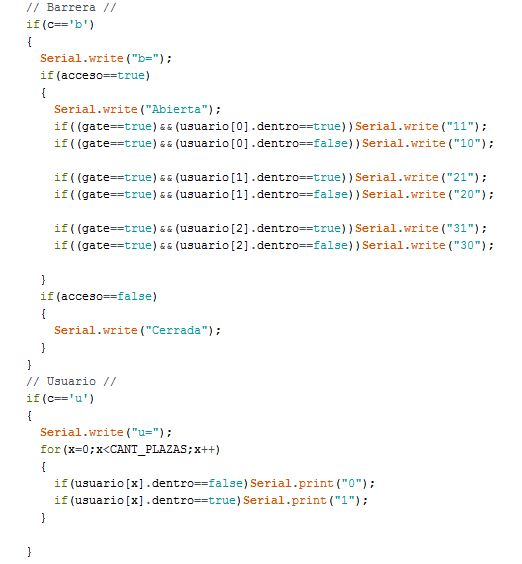 // Barrera //
if(c=='b')
{
Serial.write("b=");
if(acceso==true)
{
Serial.write("Abierta");
if((gate==true)&&(usuario[0].dentro==true))Serial.write("11");
if((gate==true)&&(usuario[0].dentro==false))Serial.write("10");
if((gate==true)&&(usuario[1].dentro==true))Serial.write("21");
if((gate==true)&&(usuario[1].dentro==false))Serial.write("20");
if((gate==true)&&(usuario[2].dentro==true))Serial.write("31");
if((gate==true)&&(usuario[2].dentro==false))Serial.write("30");
}
if(acceso==false)
{
Serial.write("Cerrada");
}
}
// Usuario //
if(c=='u')
{
Serial.write("u=");
for(x=0;x<CANT_PLAZAS;x++)
{
if(usuario[x].dentro==false)Serial.print("0");
if(usuario[x].dentro==true)Serial.print("1");
}
}